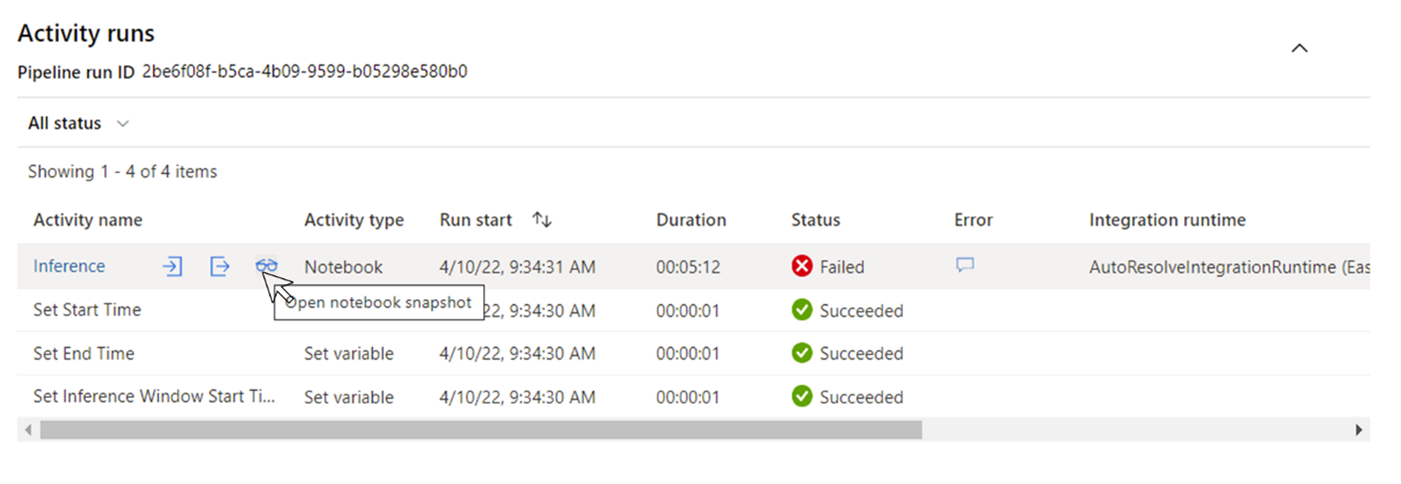 Activity runs
Pipeline run ID 2be6f08f-b5ca-4b09-9599-b05298e580b0
All status
Showing 1 - 4 of 4 items
Activity name Activity type Run start Duration Status Error Integration runtime
Inference Notebook 4/10/22, 9:34:31 AM 00:05:12 Failed AutoResolveIntegrationRuntime (Eas
Open notebook snapshot
Set Start Time 22, 9:34:30 AM 00:00:01 Succeeded
Set End Time Set variable 4/10/22, 9:34:30 AM 00:00:01 Succeeded
Set Inference Window Start Ti... Set variable 4/10/22, 9:34:30 AM 00:00:01 Succeeded